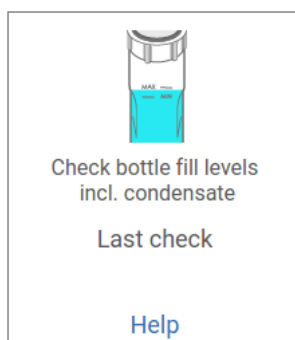 MAX
MIN
Check bottle fill levels
incl. condensate
Last check
Help